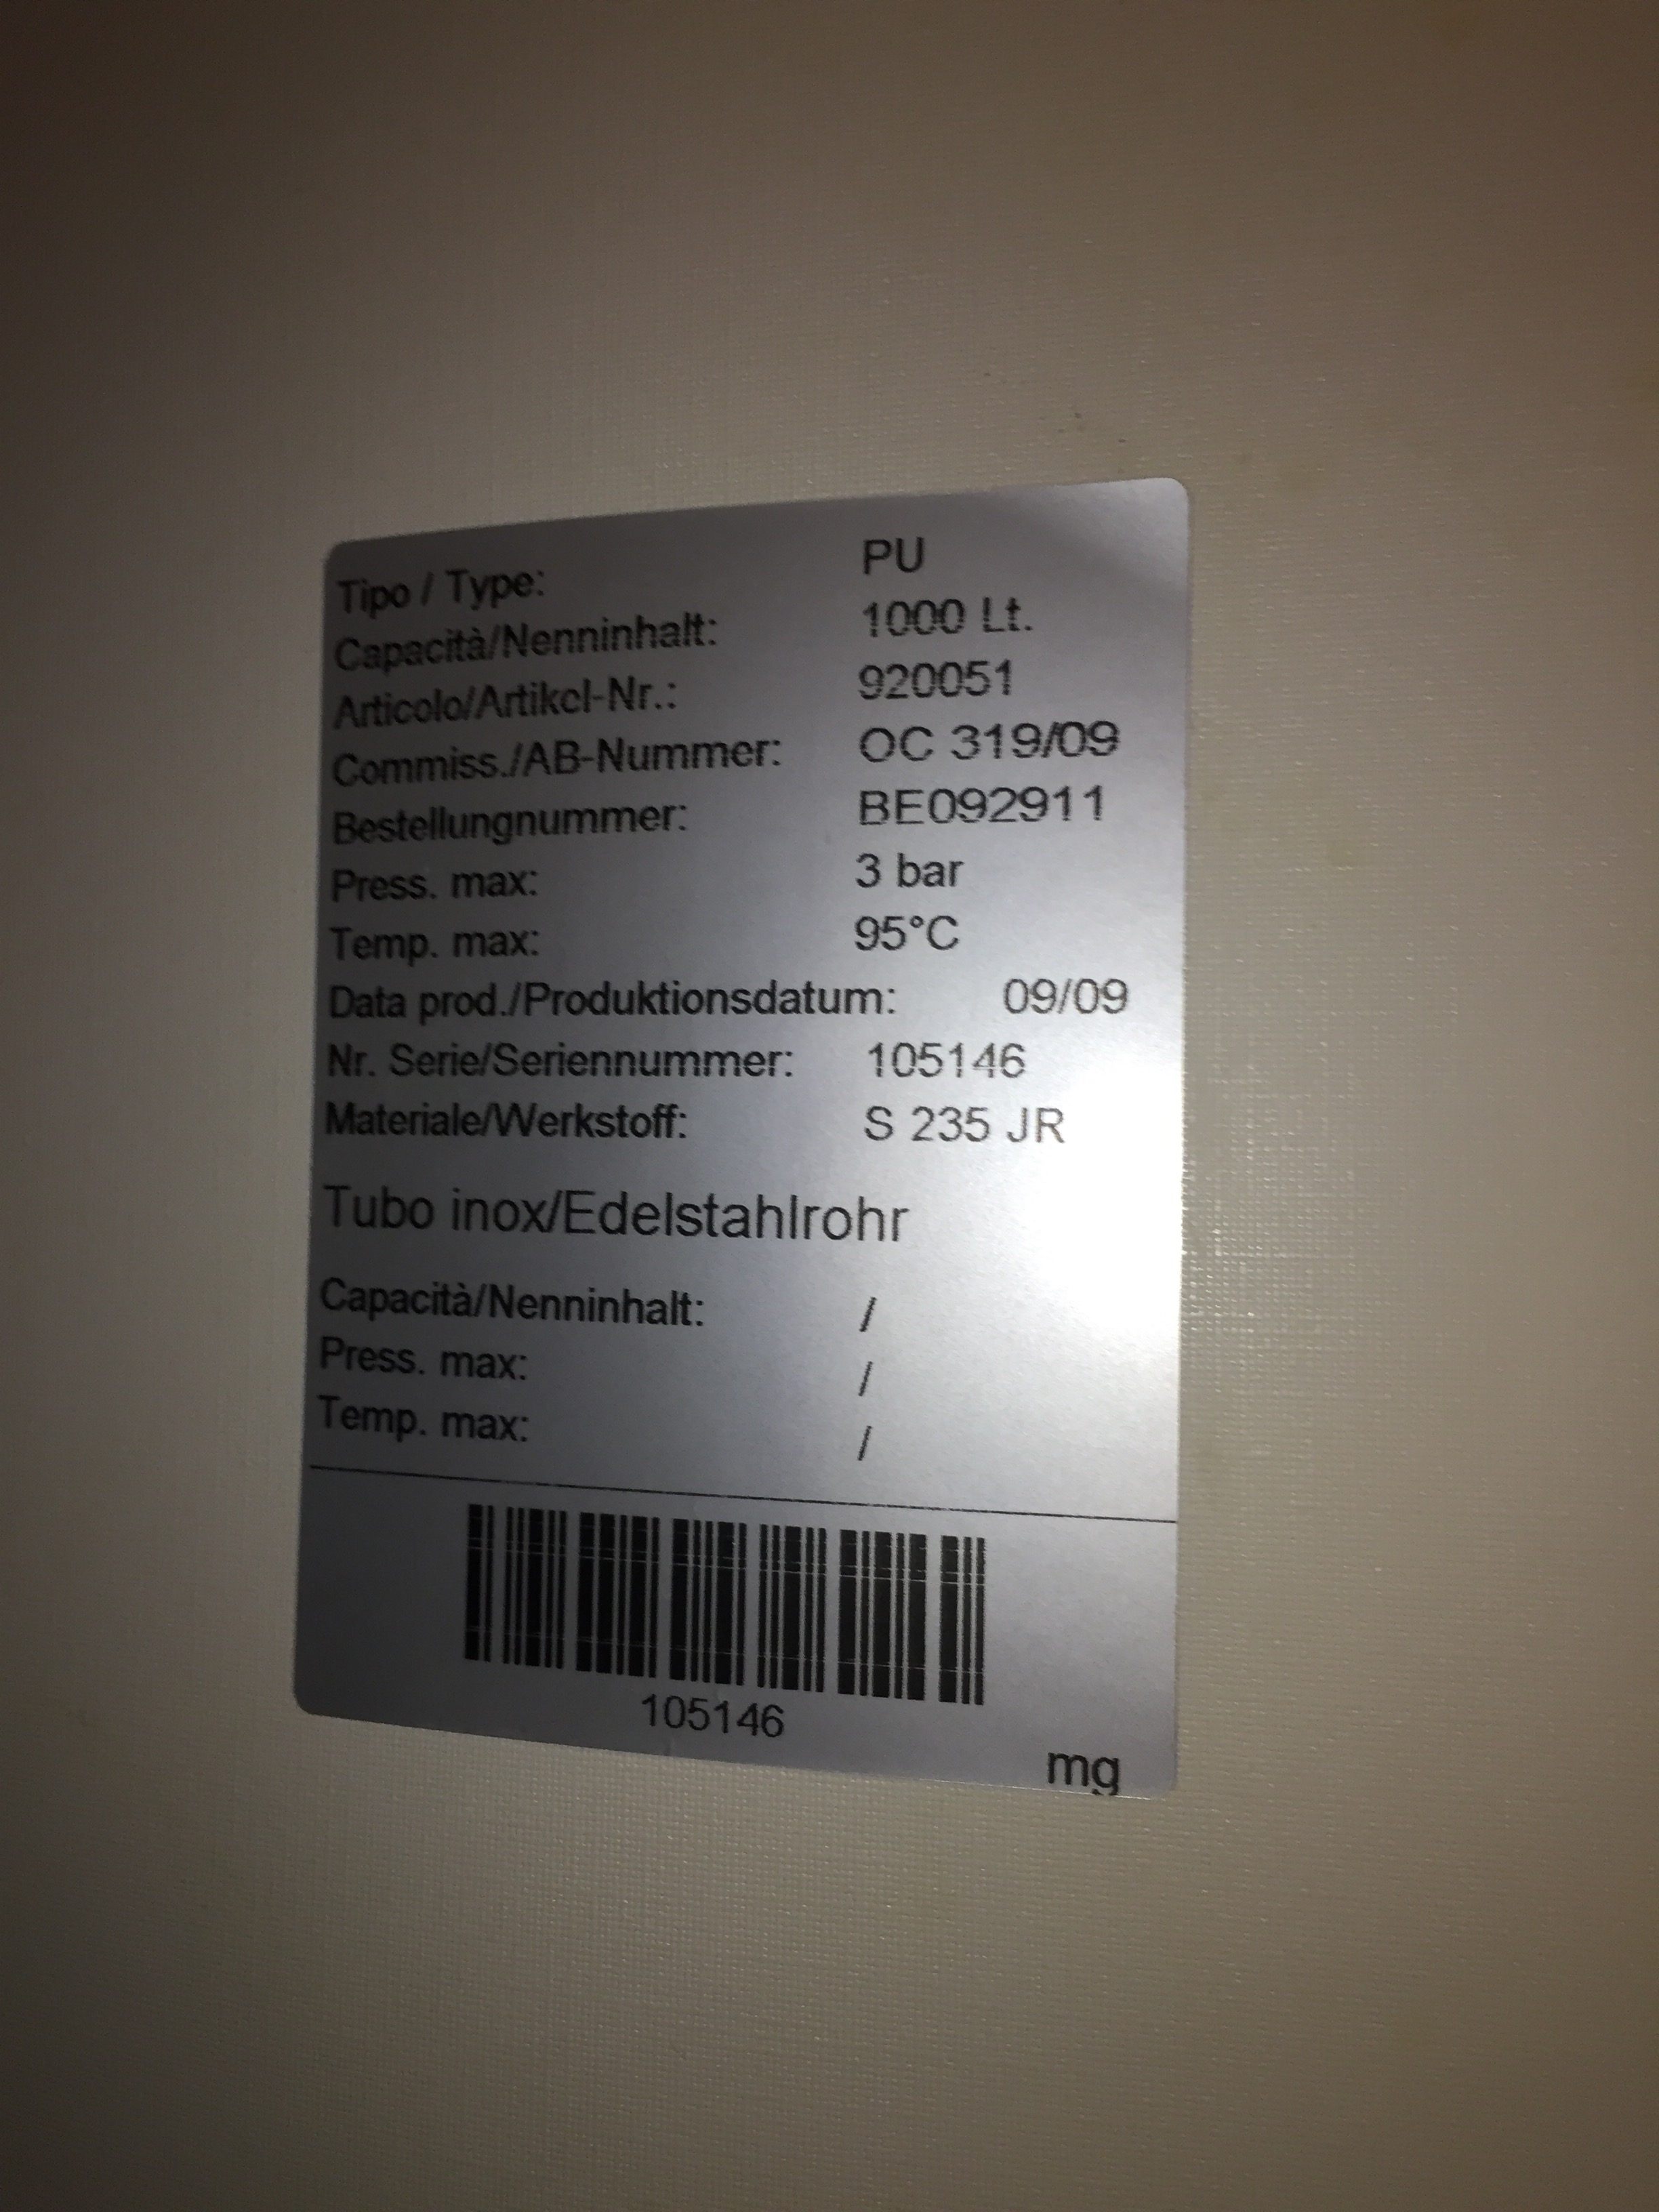 Tipo / Type: PU
Capacità/Nenninhalt: 1000 Lt.
Articolo/Artikel-Nr.: 920051
Commiss./AB-Nummer: OC 319/09
Bestellungnummer: BE092911
Press. max: 3 bar
Temp. max: 95°C
Data prod./Produktionsdatum: 09/09
Nr. Serie/Seriennummer: 105146
Materiale/Werkstoff: S 235 JR
Tubo inox/Edelstahlrohr
Capacità/Nenninhalt: /
Press. max: /
Temp. max: /
105146
mg